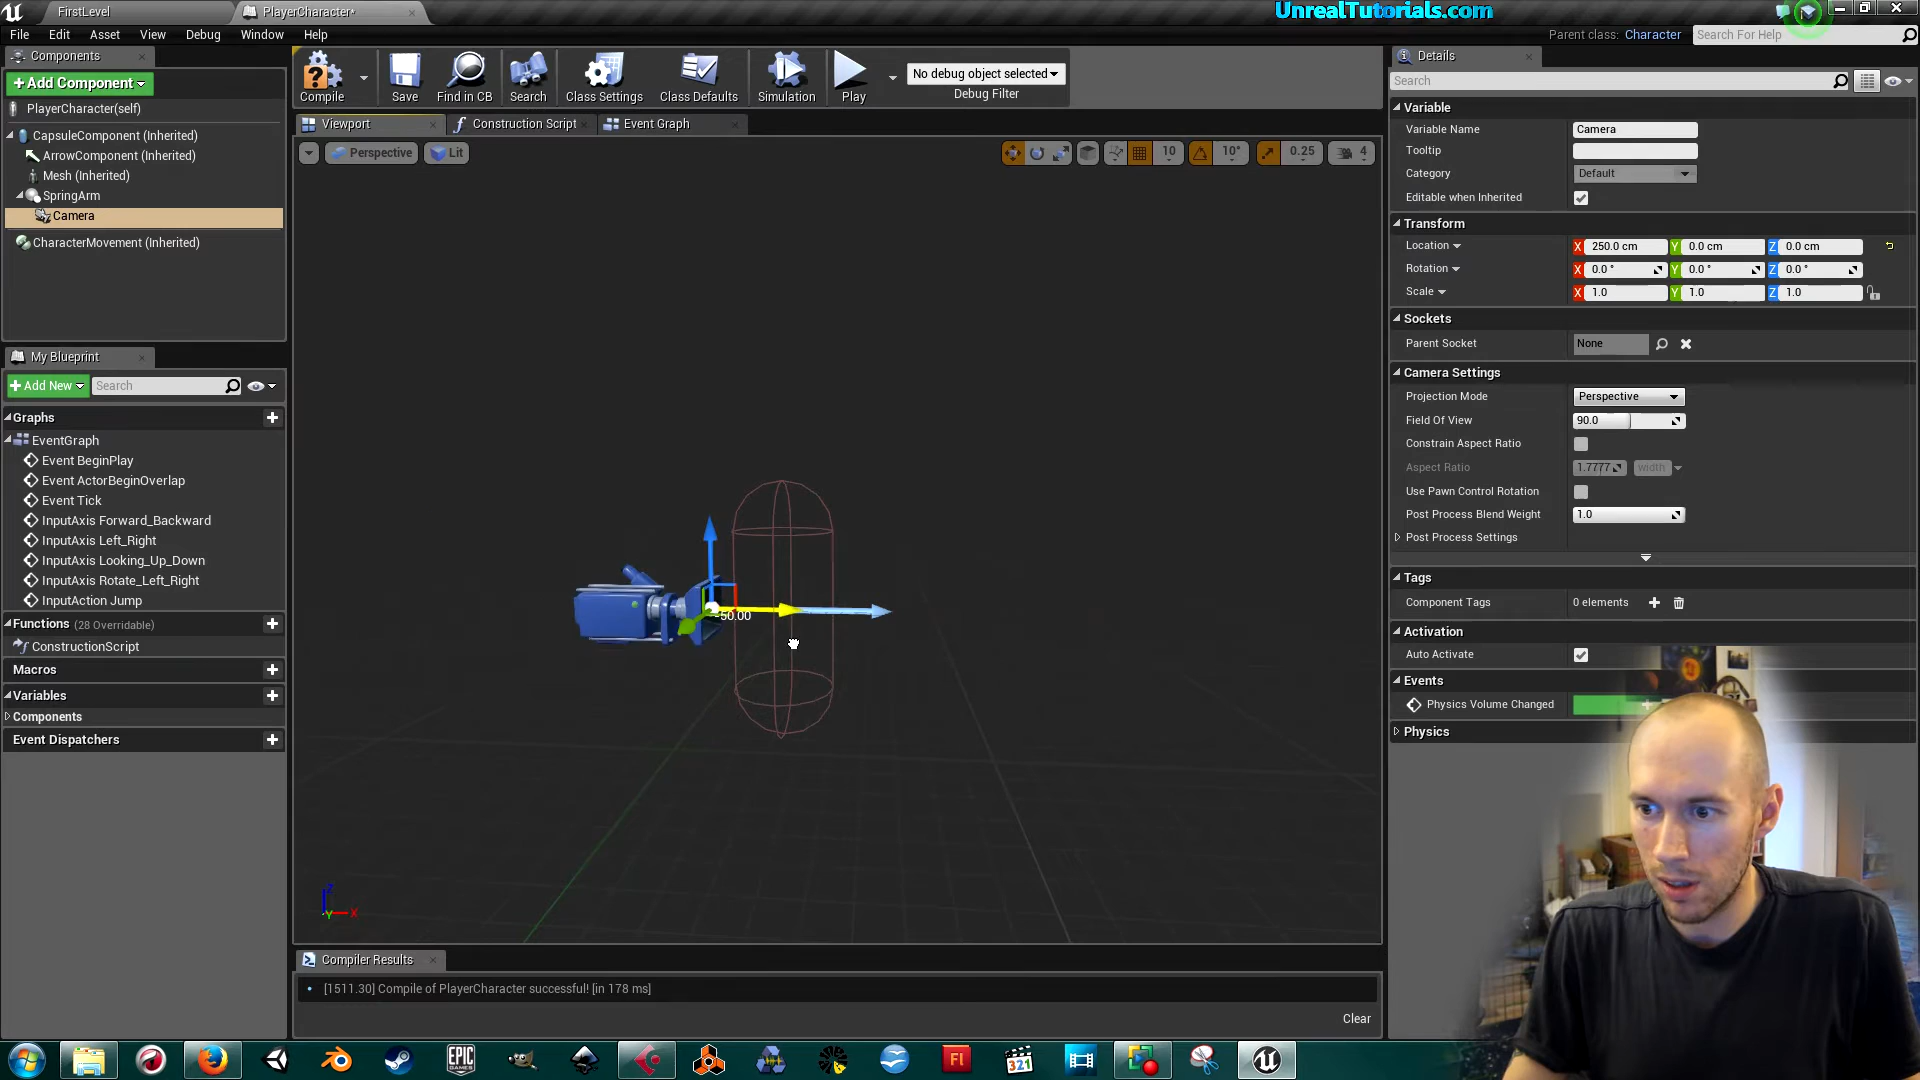 FirstLevel
PlayerCharacter*
UnrealTutorials.com
File Edit Asset View Debug Window Help
Parent class: Character
Search For Help
Components
+Add Component
PlayerCharacter(self)
CapsuleComponent (Inherited)
ArrowComponent (Inherited)
Mesh (Inherited)
SpringArm
Camera
CharacterMovement (Inherited)
My Blueprint
+Add New
Search
Graphs
EventGraph
Event BeginPlay
Event ActorBeginOverlap
Event Tick
InputAxis Forward_Backward
InputAxis Left_Right
InputAxis Looking_Up_Down
InputAxis Rotate_Left_Right
InputAction Jump
Functions (28 Overridable)
ConstructionScript
Macros
Variables
Components
Event Dispatchers
Compile
Save
Find in CB
Search
Class Settings
Class Defaults
Simulation
Play
No debug object selected
Debug Filter
Viewport
Construction Script
Event Graph
Perspective
Lit
10
10°
0.25
4
-50.00
Z
Y
X
Compiler Results
[1511.30] Compile of PlayerCharacter successful! [in 178 ms]
Clear
Details
Search
Variable
Variable Name Camera
Tooltip
Category Default
Editable when Inherited
Transform
Location X 250.0 cm Y 0.0 cm Z 0.0 cm
Rotation X 0.0 ° Y 0.0 ° Z 0.0 °
Scale X 1.0 Y 1.0 Z 1.0
Sockets
Parent Socket None
Camera Settings
Projection Mode Perspective
Field Of View 90.0
Constrain Aspect Ratio
Aspect Ratio 1.7777 width
Use Pawn Control Rotation
Post Process Blend Weight 1.0
Post Process Settings
Tags
Component Tags 0 elements
Activation
Auto Activate
Events
Physics Volume Changed
Physics
EPIC
GAMES
Fl
321